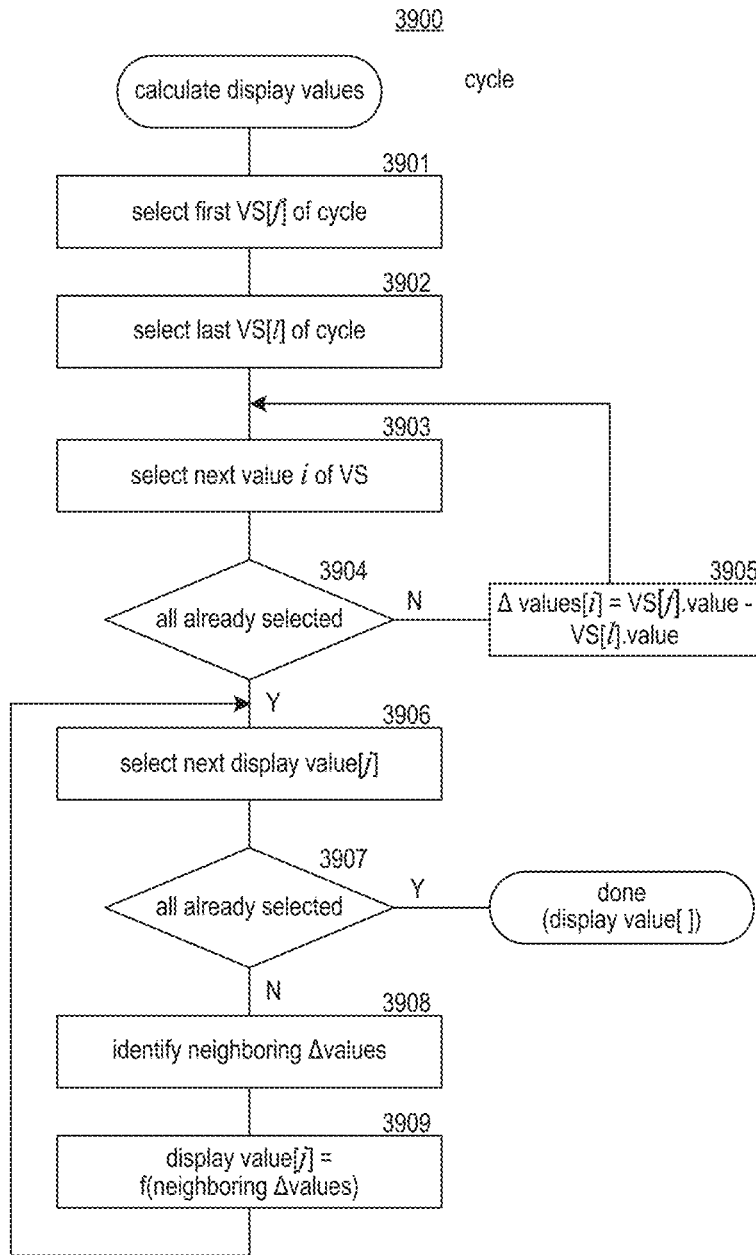 3900
calculate display values
cycle
3901
select first VS[f] of cycle
3902
select last VS[l] of cycle
3903
select next value i of VS
3904
all already selected
N
3905
Δ values[i] = VS[f].value -
VS[l].value
Y
3906
select next display value[j]
3907
all already selected
Y
done
(display value[ ])
N
3908
identify neighboring Δvalues
3909
display value[j] =
f(neighboring Δvalues)